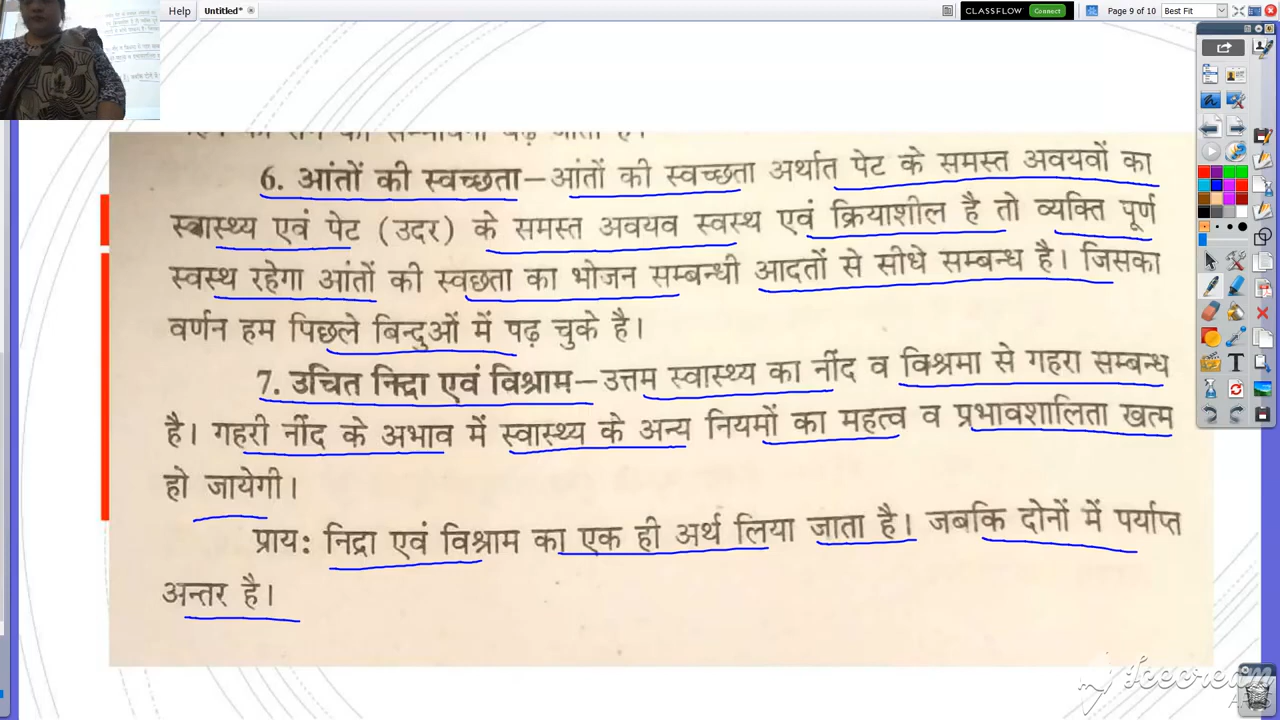 Help Untitled* CLASSFLOW Connect Page 9 of 10 Best Fit
6. आंतों की स्वच्छता–आंतों की स्वच्छता अर्थात पेट के समस्त अवयवों का
स्वास्थ्य एवं पेट (उदर) के समस्त अवयव स्वस्थ एवं क्रियाशील है तो व्यक्ति पूर्ण
स्वस्थ रहेगा आंतों की स्वछता का भोजन सम्बन्धी आदतों से सीधे सम्बन्ध है। जिसका
वर्णन हम पिछले बिन्दुओं में पढ़ चुके है।
7. उचित निद्रा एवं विश्राम–उत्तम स्वास्थ्य का नींद व विश्रमा से गहरा सम्बन्ध
है। गहरी नींद के अभाव में स्वास्थ्य के अन्य नियमों का महत्व व प्रभावशालिता खत्म
हो जायेगी।
प्राय: निद्रा एवं विश्राम का एक ही अर्थ लिया जाता है। जबकि दोनों में पर्याप्त
अन्तर है।
Icecream
APPS